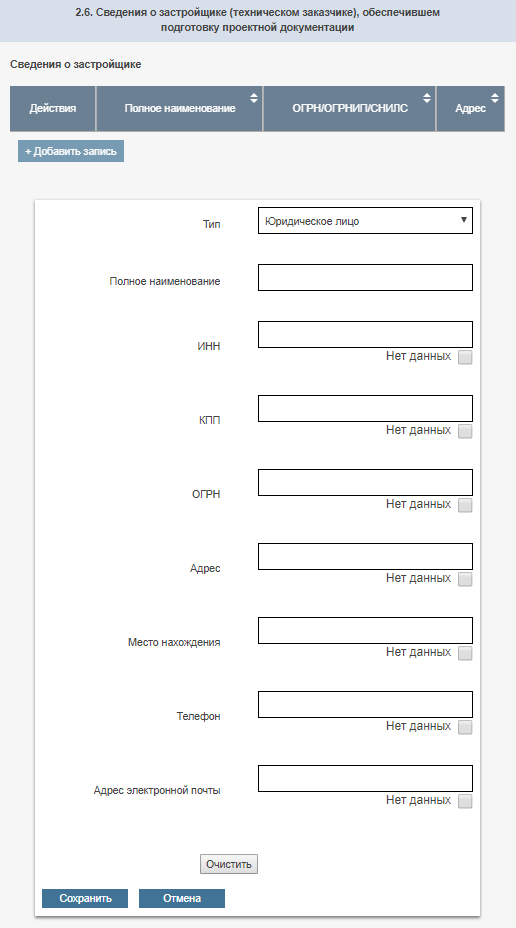 2.6. Сведения о застройщике (техническом заказчике), обеспечившем
подготовку проектной документации
Сведения о застройщике
Действия
Полное наименование
ОГРН/ОГРНИП/СНИЛС
Адрес
+ Добавить запись
Тип
Юридическое лицо
Полное наименование
ИНН
Нет данных
КПП
Нет данных
ОГРН
Нет данных
Адрес
Нет данных
Место нахождения
Нет данных
Телефон
Нет данных
Адрес электронной почты
Нет данных
Очистить
Сохранить
Отмена